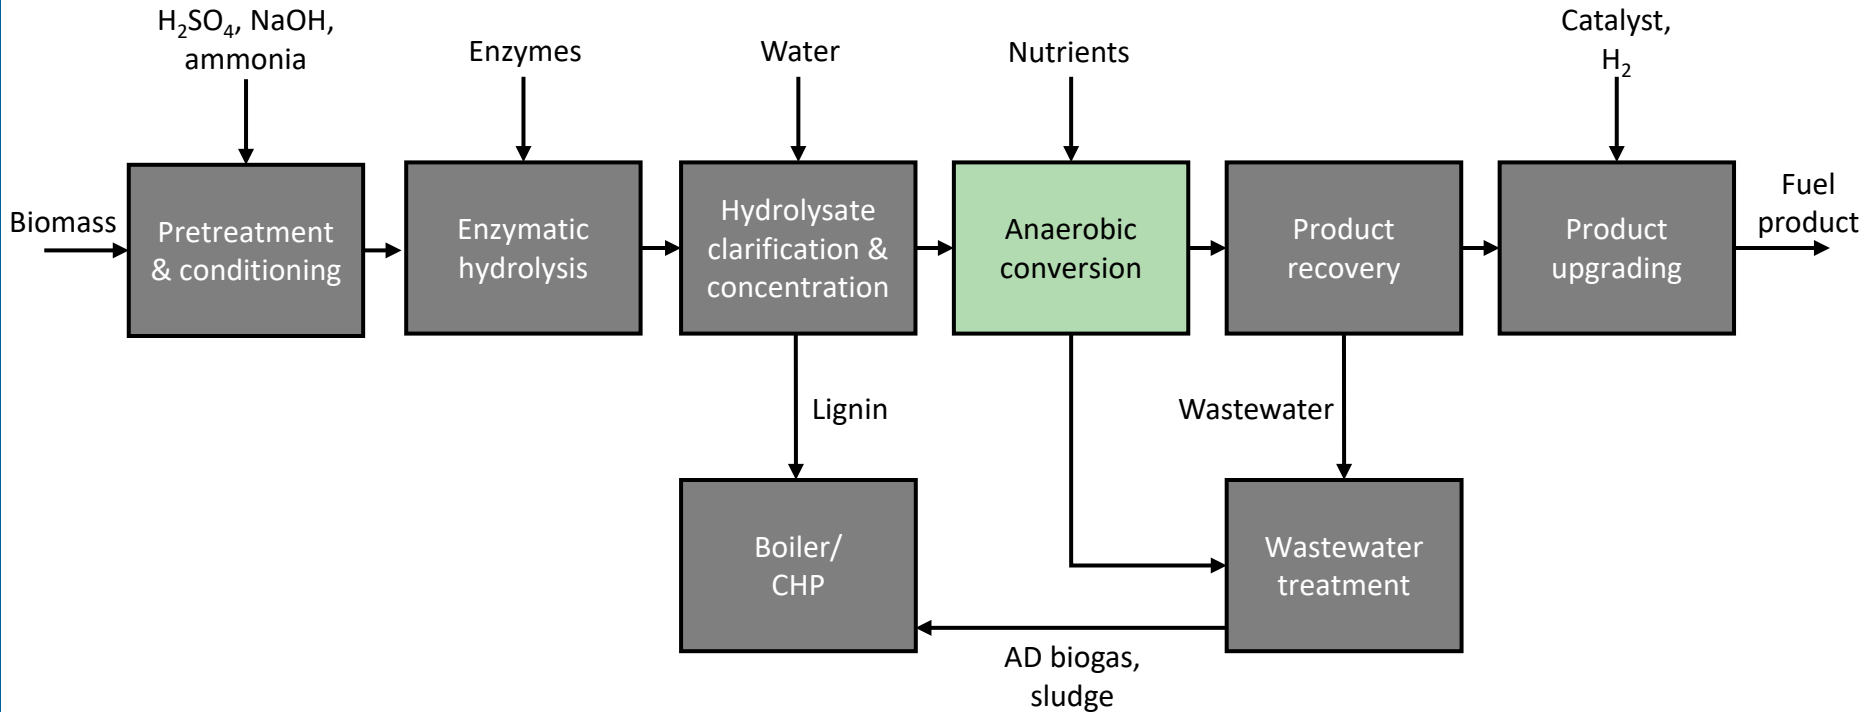 H₂SO₄, NaOH,
ammonia
Enzymes
Water
Nutrients
Catalyst,
H₂
Biomass
Pretreatment
& conditioning
Enzymatic
hydrolysis
Hydrolysate
clarification &
concentration
Anaerobic
conversion
Product
recovery
Product
upgrading
Fuel
product
Lignin
Wastewater
Boiler/
CHP
Wastewater
treatment
AD biogas,
sludge